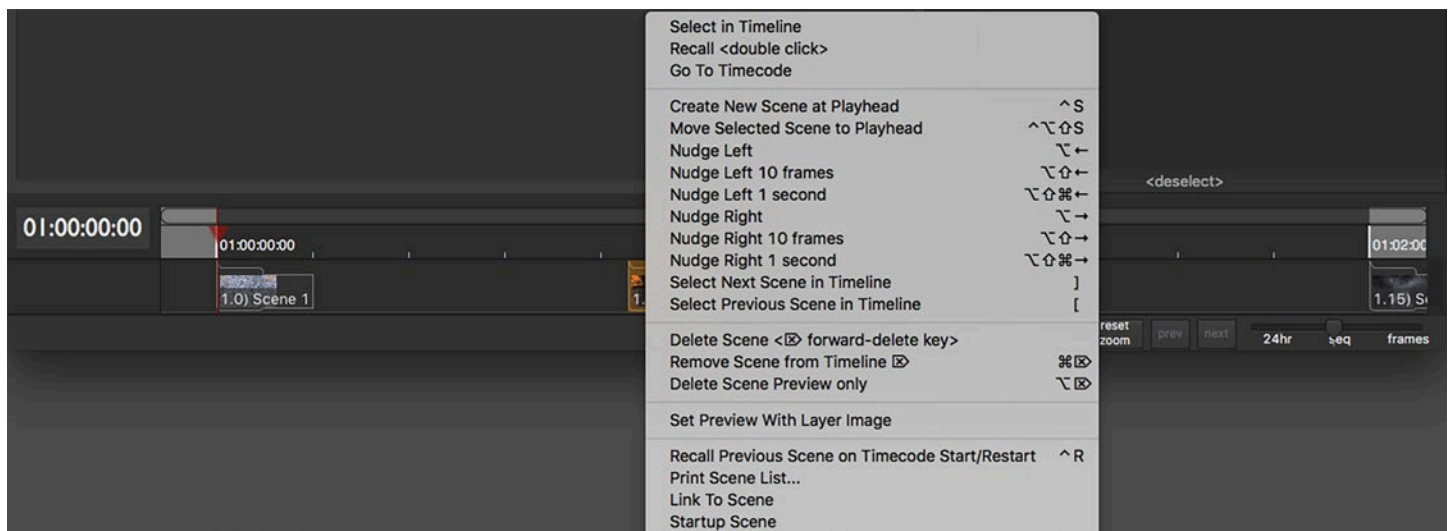 Select in Timeline
Recall <double click>
Go To Timecode
Create New Scene at Playhead ^S
Move Selected Scene to Playhead ^⌥⇧S
Nudge Left ⌥←
Nudge Left 10 frames ⌥⇧←
Nudge Left 1 second ⌥⇧⌘←
Nudge Right ⌥→
Nudge Right 10 frames ⌥⇧→
Nudge Right 1 second ⌥⇧⌘→
Select Next Scene in Timeline ]
Select Previous Scene in Timeline [
Delete Scene <⌦ forward-delete key>
Remove Scene from Timeline ⌦ ⌘⌦
Delete Scene Preview only ⌥⌦
Set Preview With Layer Image
Recall Previous Scene on Timecode Start/Restart ^R
Print Scene List...
Link To Scene
Startup Scene
<deselect>
01:00:00:00
01:00:00:00
01:02:00
1.0) Scene 1
1.
1.15) S
reset
zoom
prev
next
24hr
seq
frames